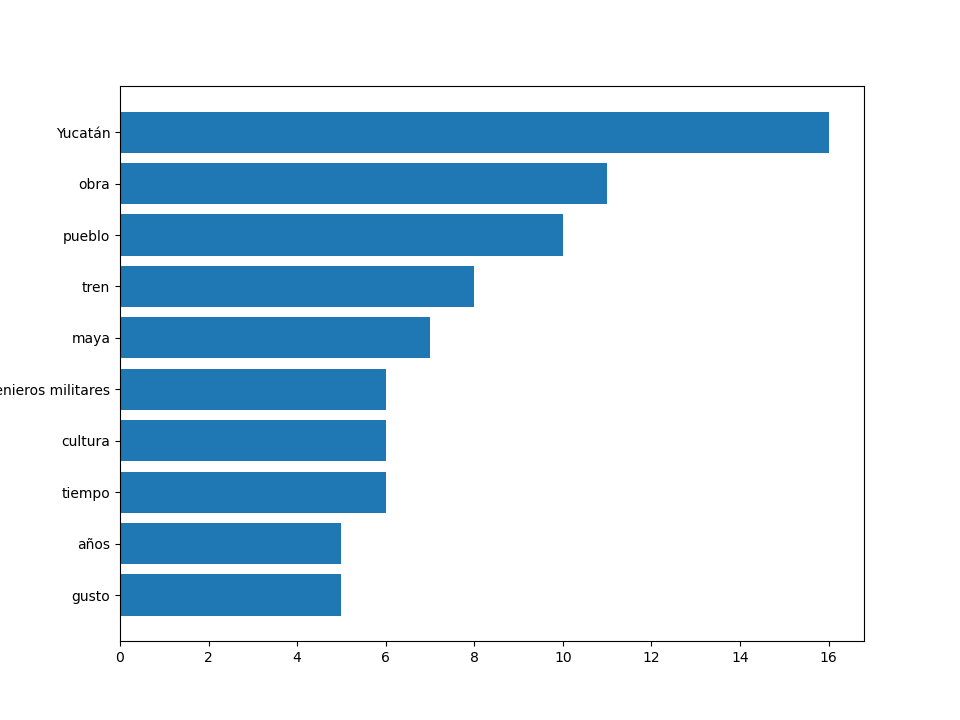 Yucatán
obra
pueblo
tren
maya
enieros militares
cultura
tiempo
años
gusto
0 2 4 6 8 10 12 14 16